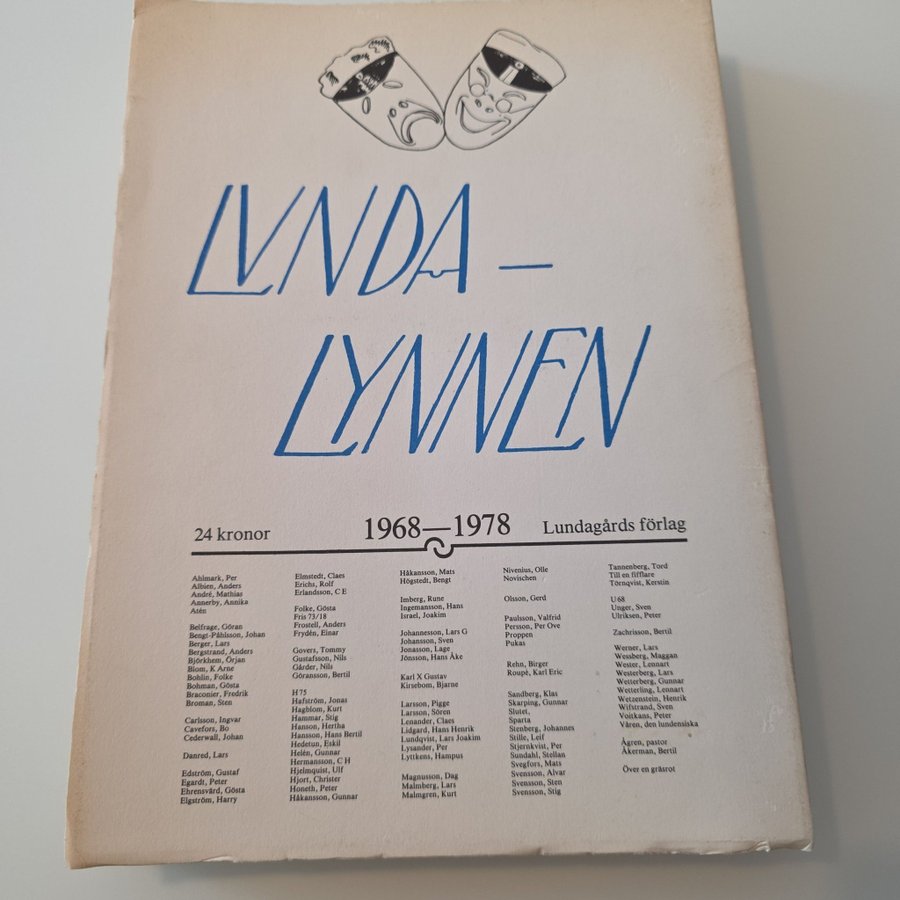 LYNDA –
LYNNEN
24 kronor
1968—1978
Lundagårds förlag
Ahlmark, Per
Albien, Anders
André, Mathias
Annerby, Annika
Atén
Belfrage, Göran
Bengt-Påhlsson, Johan
Berger, Lars
Bergstrand, Anders
Björkhem, Örjan
Blom, K Arne
Bohlin, Folke
Bohman, Gösta
Braconier, Fredrik
Broman, Sten
Carlsson, Ingvar
Cavefors, Bo
Cederwall, Johan
Danred, Lars
Edström, Gustaf
Egardt, Peter
Ehrensvärd, Gösta
Elgström, Harry
Elmstedt, Claes
Erichs, Rolf
Erlandsson, C E
Folke, Gösta
Fris 73/18
Frostell, Anders
Frydén, Einar
Govers, Tommy
Gustafsson, Nils
Gårder, Nils
Göransson, Bertil
H 75
Hafström, Jonas
Hagblom, Kurt
Hammar, Stig
Hanson, Hertha
Hansson, Hans Bertil
Hedetun, Eskil
Helén, Gunnar
Hermansson, C H
Hjelmquist, Ulf
Hjort, Christer
Honeth, Peter
Håkansson, Gunnar
Håkansson, Mats
Högstedt, Bengt
Imberg, Rune
Ingemansson, Hans
Israel, Joakim
Johannesson, Lars G
Johansson, Sven
Jonasson, Lage
Jönsson, Hans Åke
Karl X Gustav
Kirsebom, Bjarne
Larsson, Pigge
Larsson, Sören
Lenander, Claes
Lidgard, Hans Henrik
Lundqvist, Lars Joakim
Lysander, Per
Lyttkens, Hampus
Magnusson, Dag
Malmberg, Lars
Malmgren, Kurt
Nivenius, Olle
Novischen
Olsson, Gerd
Paulsson, Valfrid
Persson, Per Ove
Proppen
Pukas
Rehn, Birger
Roupé, Karl Eric
Sandberg, Klas
Skarping, Gunnar
Slutet,
Sparta
Stenberg, Johannes
Stille, Leif
Stjernkvist, Per
Sundahl, Stellan
Svegfors, Mats
Svensson, Alvar
Svensson, Sten
Svensson, Stig
Tannenberg, Tord
Till en fifflare
Törnqvist, Kerstin
U 68
Unger, Sven
Ulriksen, Peter
Zachrisson, Bertil
Werner, Lars
Wessberg, Maggan
Wester, Lennart
Westerberg, Lars
Westerberg, Gunnar
Wetterling, Lennart
Wetzenstein, Henrik
Wifstrand, Sven
Voitkans, Peter
Våren, den lundensiska
Ågren, pastor
Åkerman, Bertil
Över en gräsrot